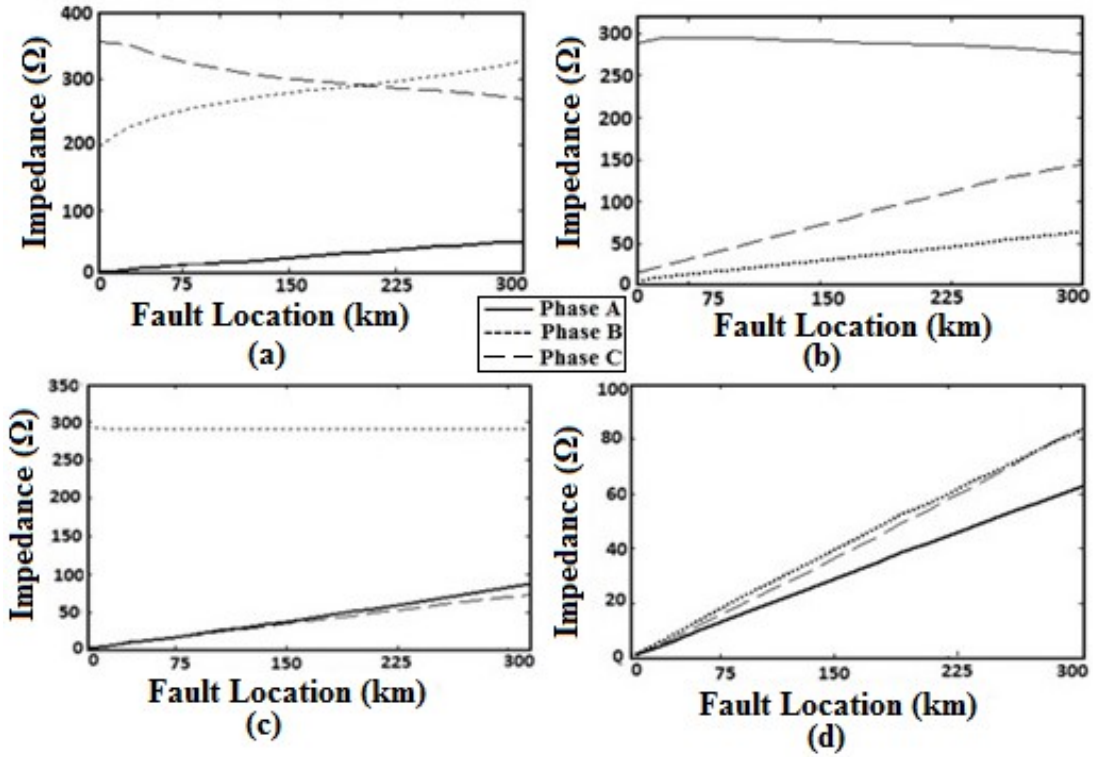 400
300
200
100
0
Impedance (Ω)
0 75 150 225 300
Fault Location (km)
(a)
300
250
200
150
100
50
0
Impedance (Ω)
0 75 150 225 300
Fault Location (km)
(b)
Phase A
Phase B
Phase C
350
300
250
200
150
100
50
0
Impedance (Ω)
0 75 150 225 300
Fault Location (km)
(c)
100
80
60
40
20
0
Impedance (Ω)
0 75 150 225 300
Fault Location (km)
(d)